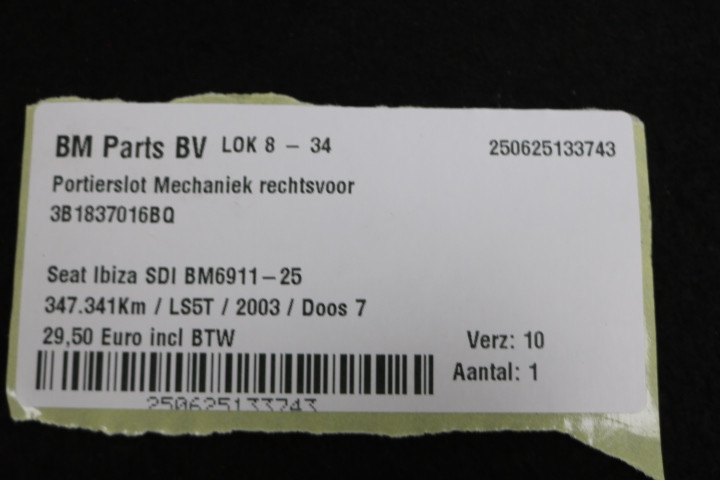 BM Parts BV LOK 8 – 34 250625133743
Portierslot Mechaniek rechtsvoor
3B1837016BQ
Seat Ibiza SDI BM6911–25
347.341Km / LS5T / 2003 / Doos 7
29,50 Euro incl BTW Verz: 10
Aantal: 1
250625133743